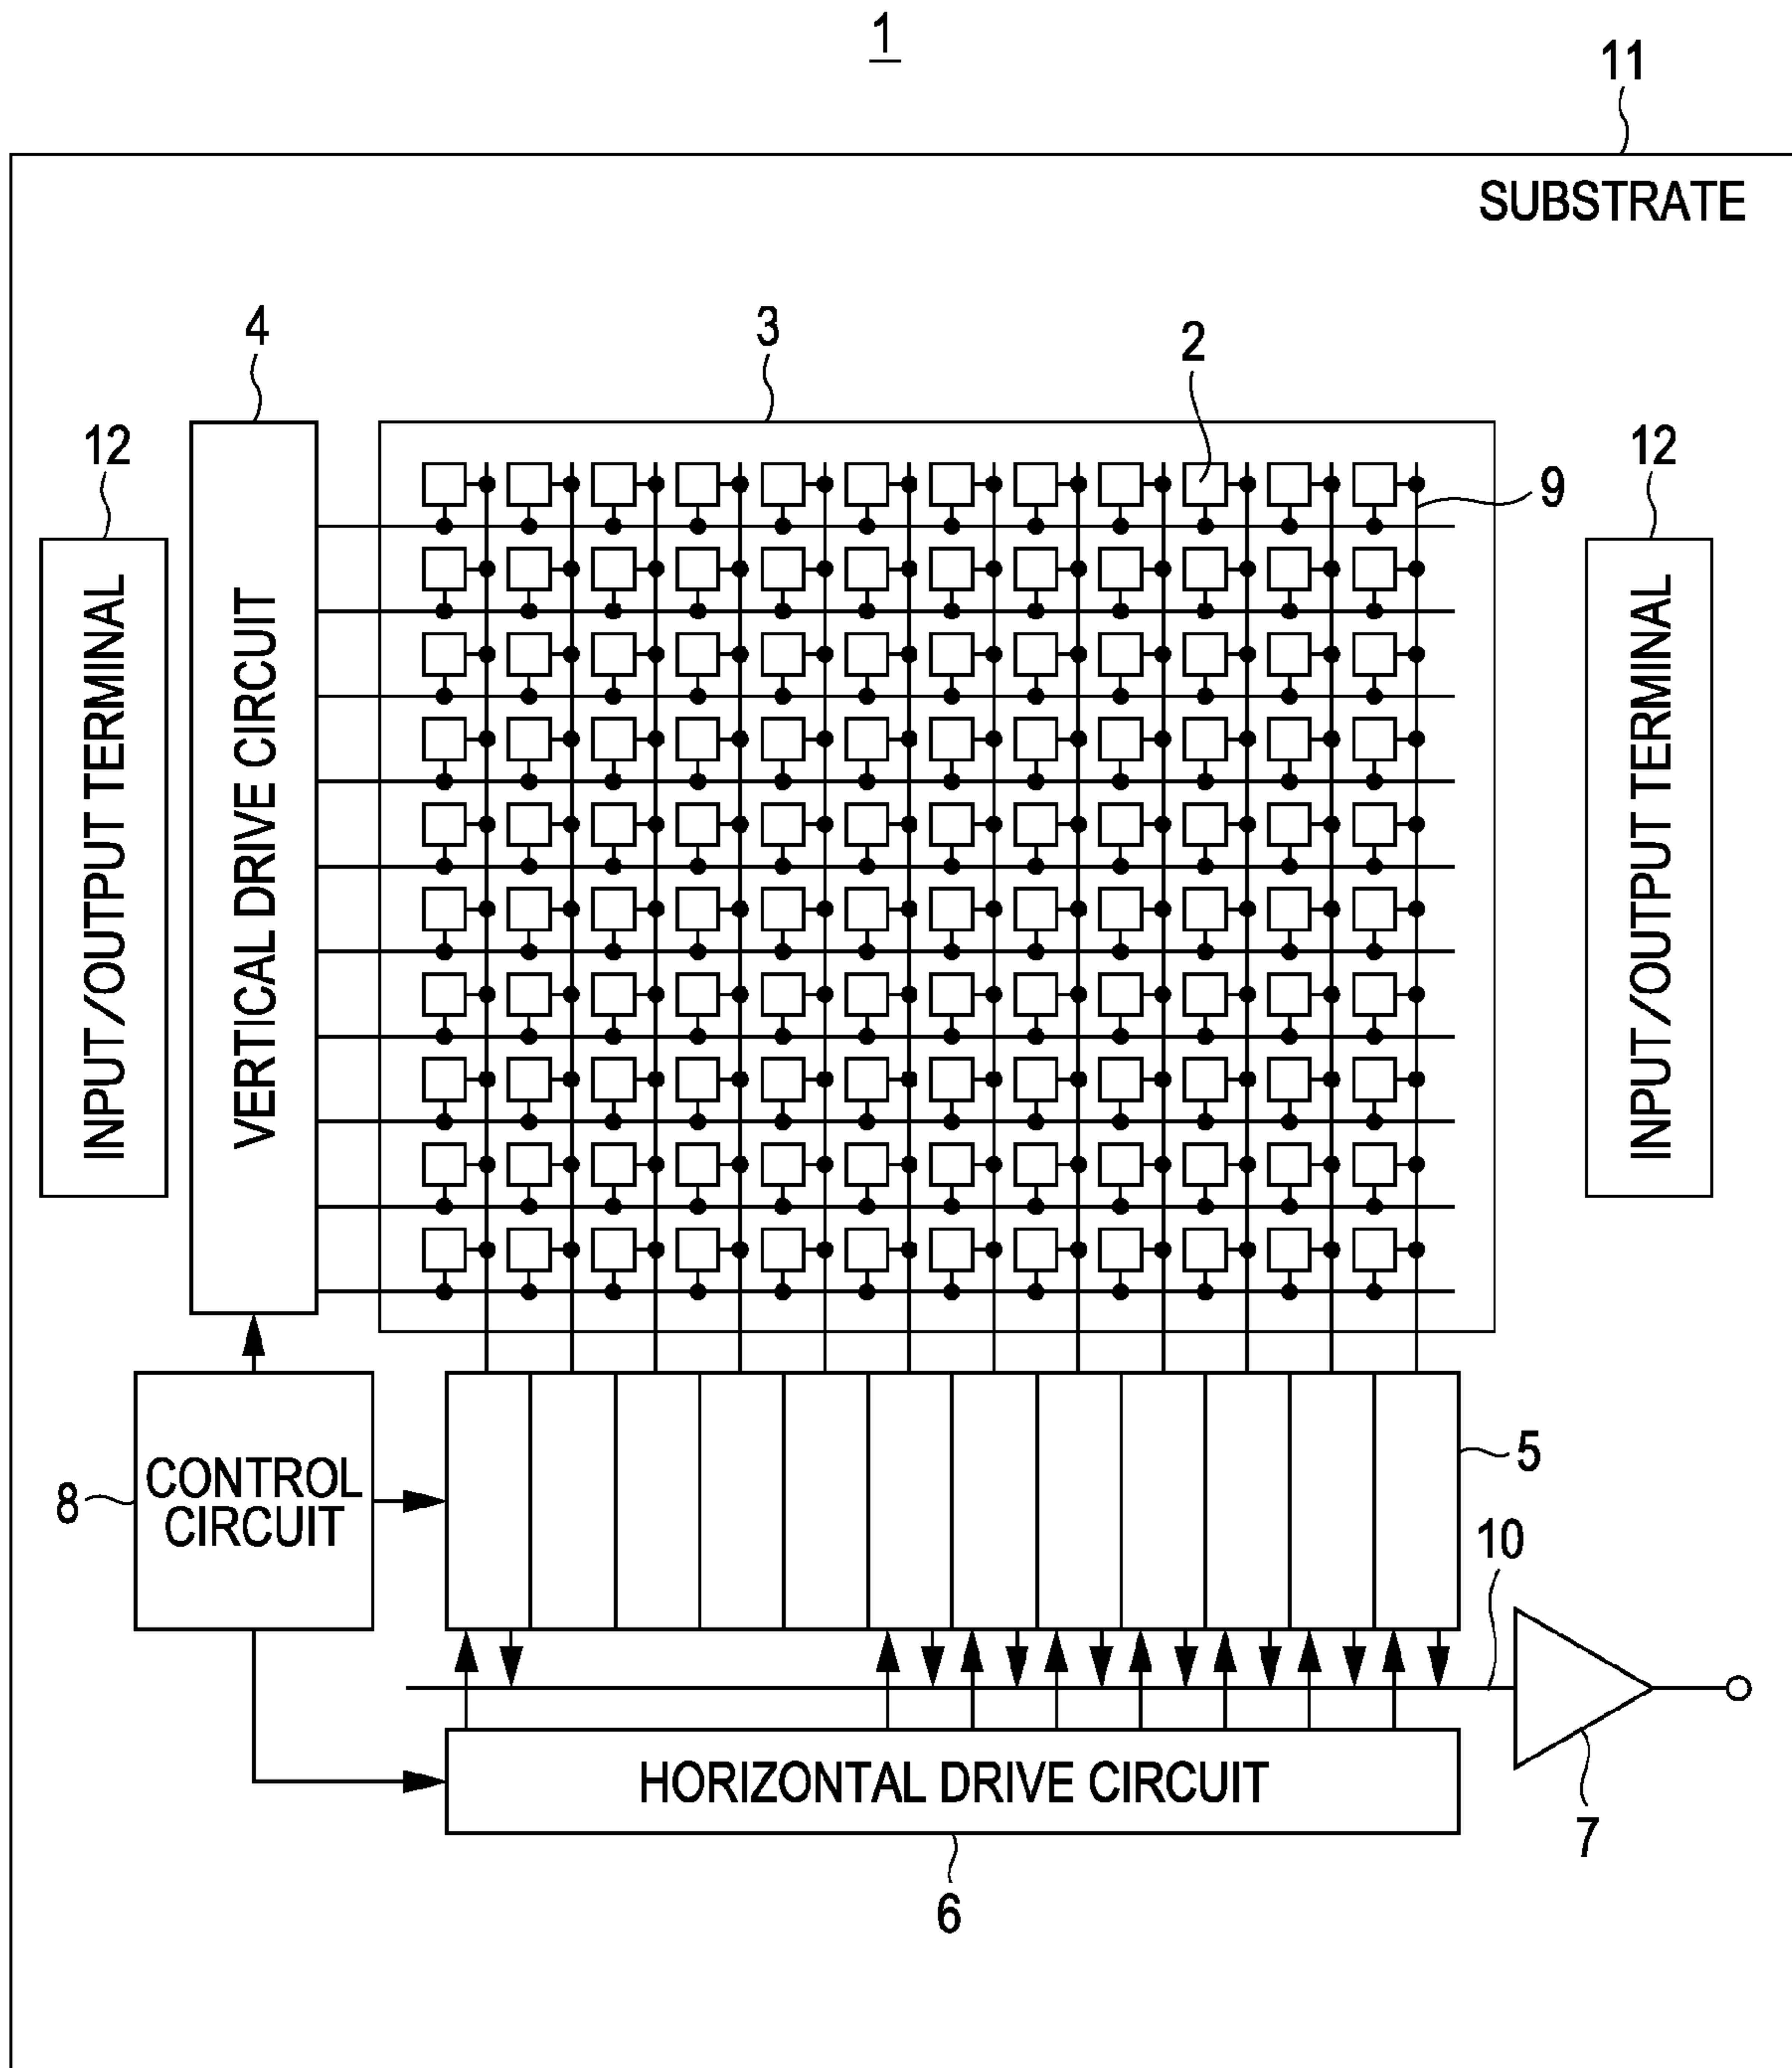 1
11
SUBSTRATE
4
3
2
12
12
9
INPUT/OUTPUT TERMINAL
VERTICAL DRIVE CIRCUIT
INPUT/OUTPUT TERMINAL
5
8
CONTROL
CIRCUIT
10
HORIZONTAL DRIVE CIRCUIT
7
6